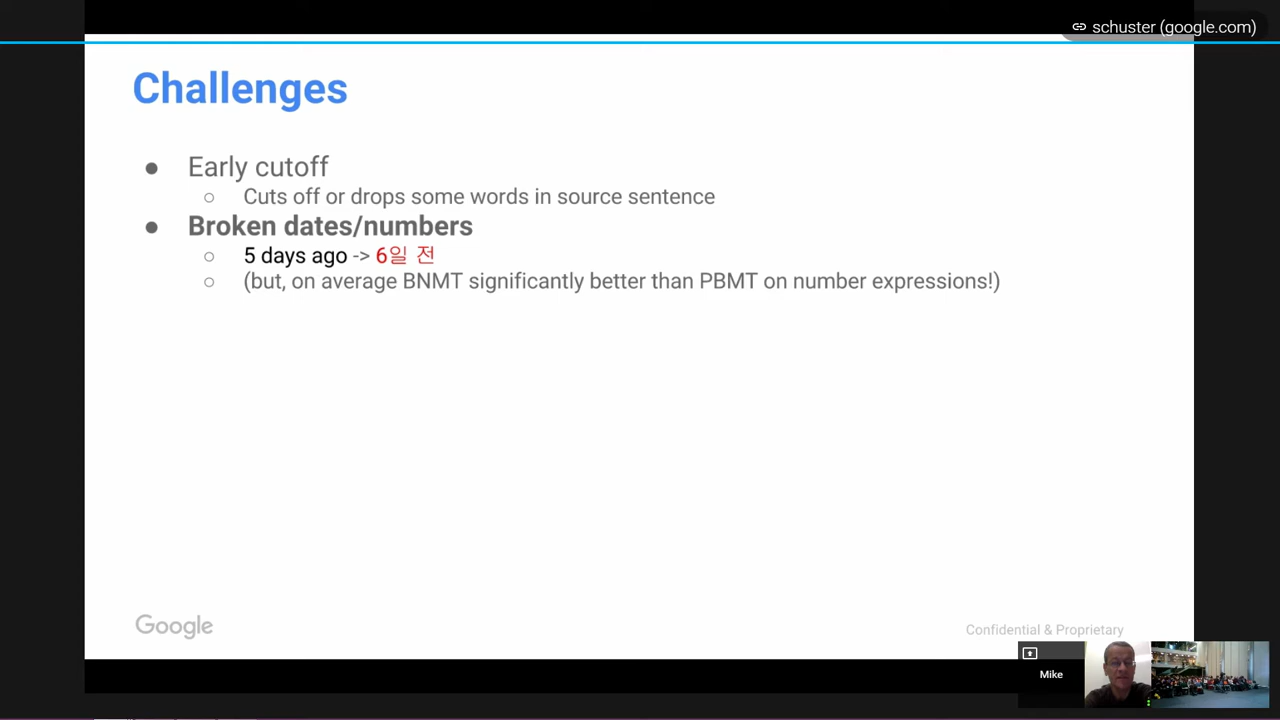 schuster (google.com)
Challenges
● Early cutoff
○ Cuts off or drops some words in source sentence
● Broken dates/numbers
○ 5 days ago -> 6일 전
○ (but, on average BNMT significantly better than PBMT on number expressions!)
Google
Confidential & Proprietary
Mike